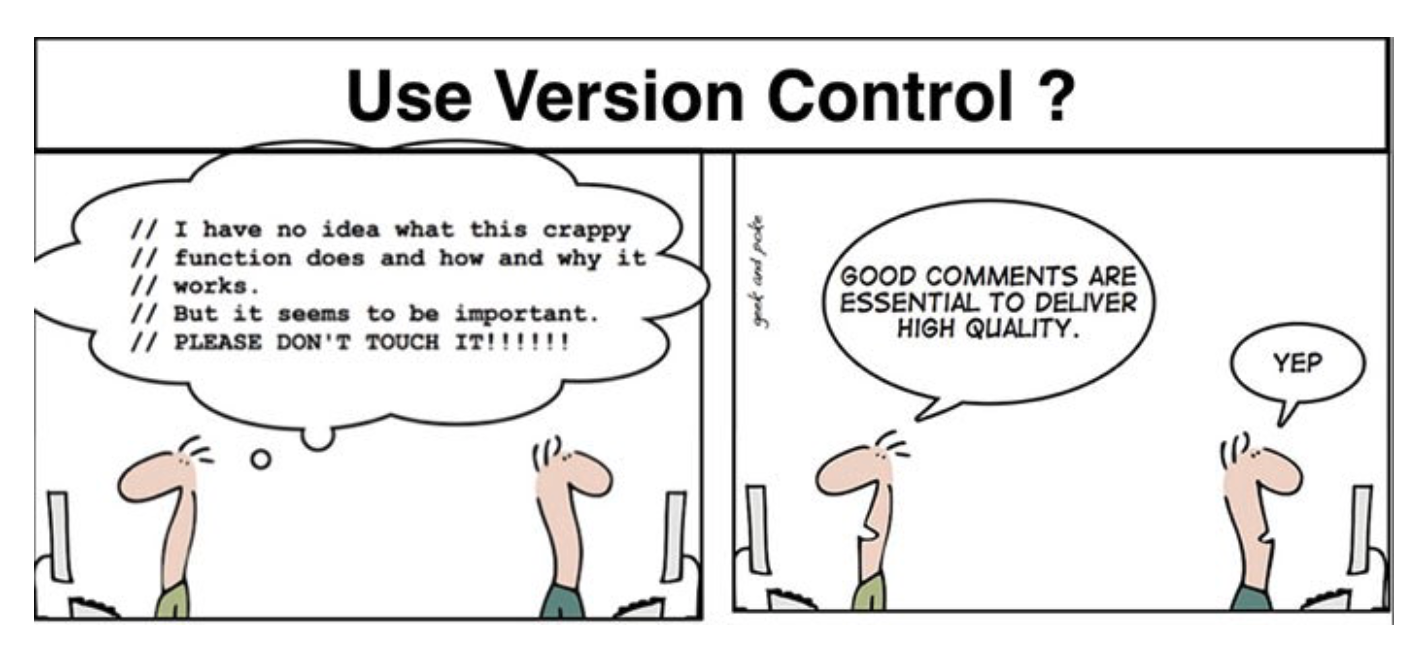 Use Version Control ?
// I have no idea what this crappy
// function does and how and why it
// works.
// But it seems to be important.
// PLEASE DON'T TOUCH IT!!!!!!
geek and poke
GOOD COMMENTS ARE
ESSENTIAL TO DELIVER
HIGH QUALITY.
YEP